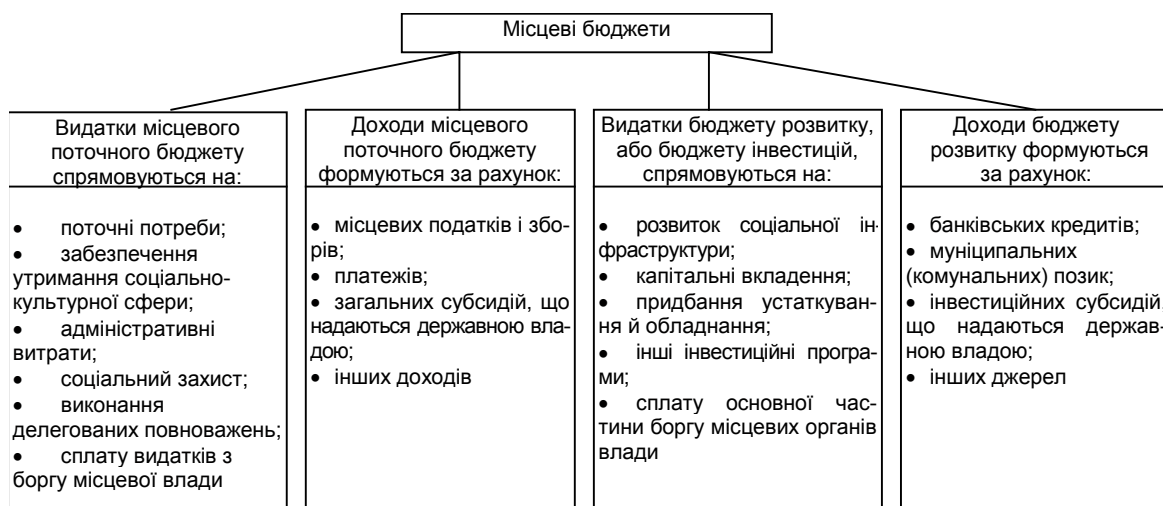 Місцеві бюджети
Видатки місцевого
поточного бюджету
спрямовуються на:
• поточні потреби;
• забезпечення
утримання соціально-
культурної сфери;
• адміністративні
витрати;
• соціальний захист;
• виконання
делегованих повноважень;
• сплату видатків з
боргу місцевої влади
Доходи місцевого
поточного бюджету
формуються за рахунок:
• місцевих податків і збо-
рів;
• платежів;
• загальних субсидій, що
надаються державною вла-
дою;
• інших доходів
Видатки бюджету розвитку,
або бюджету інвестицій,
спрямовуються на:
• розвиток соціальної ін-
фраструктури;
• капітальні вкладення;
• придбання устаткуван-
ня й обладнання;
• інші інвестиційні програ-
ми;
• сплату основної час-
тини боргу місцевих органів
влади
Доходи бюджету
розвитку формуються
за рахунок:
• банківських кредитів;
• муніципальних
(комунальних) позик;
• інвестиційних субсидій,
що надаються держав-
ною владою;
• інших джерел